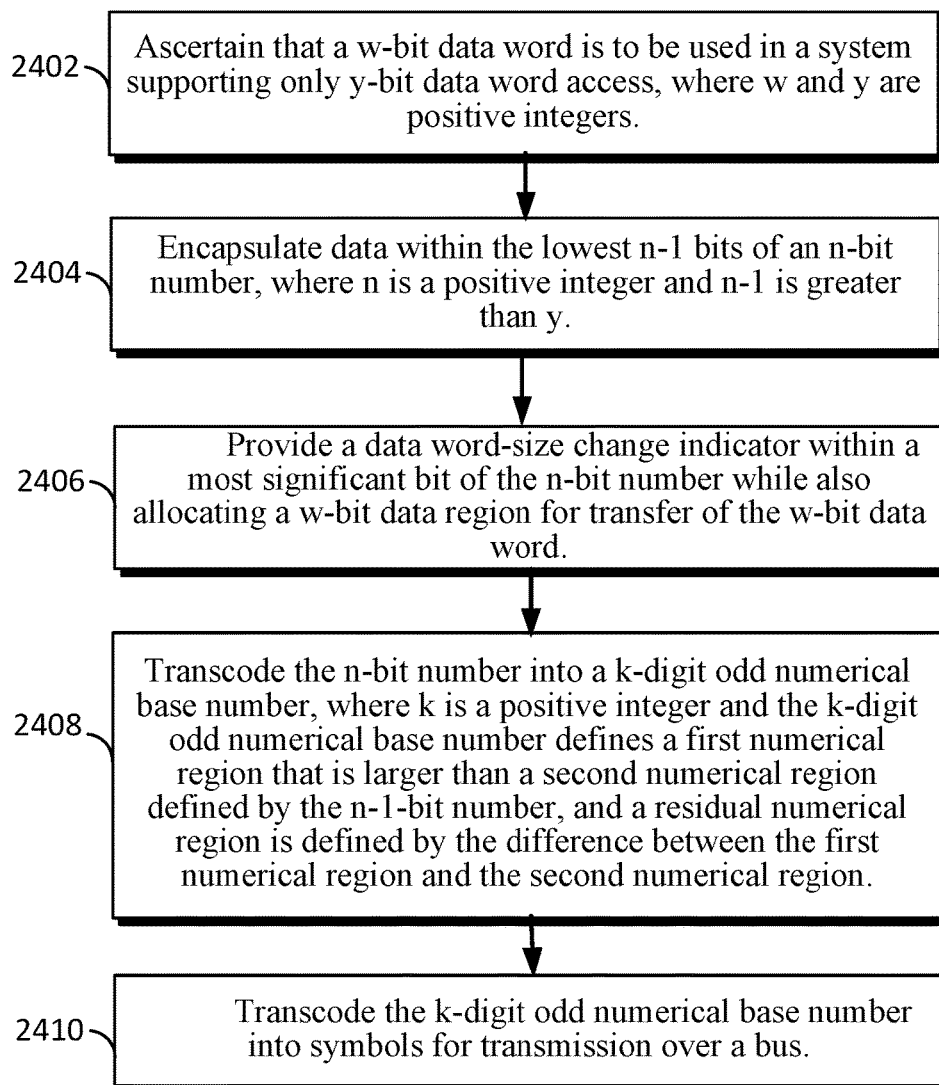 2402
Ascertain that a w-bit data word is to be used in a system
supporting only y-bit data word access, where w and y are
positive integers.
2404
Encapsulate data within the lowest n-1 bits of an n-bit
number, where n is a positive integer and n-1 is greater
than y.
2406
Provide a data word-size change indicator within a
most significant bit of the n-bit number while also
allocating a w-bit data region for transfer of the w-bit data
word.
2408
Transcode the n-bit number into a k-digit odd numerical
base number, where k is a positive integer and the k-digit
odd numerical base number defines a first numerical
region that is larger than a second numerical region
defined by the n-1-bit number, and a residual numerical
region is defined by the difference between the first
numerical region and the second numerical region.
2410
Transcode the k-digit odd numerical base number
into symbols for transmission over a bus.